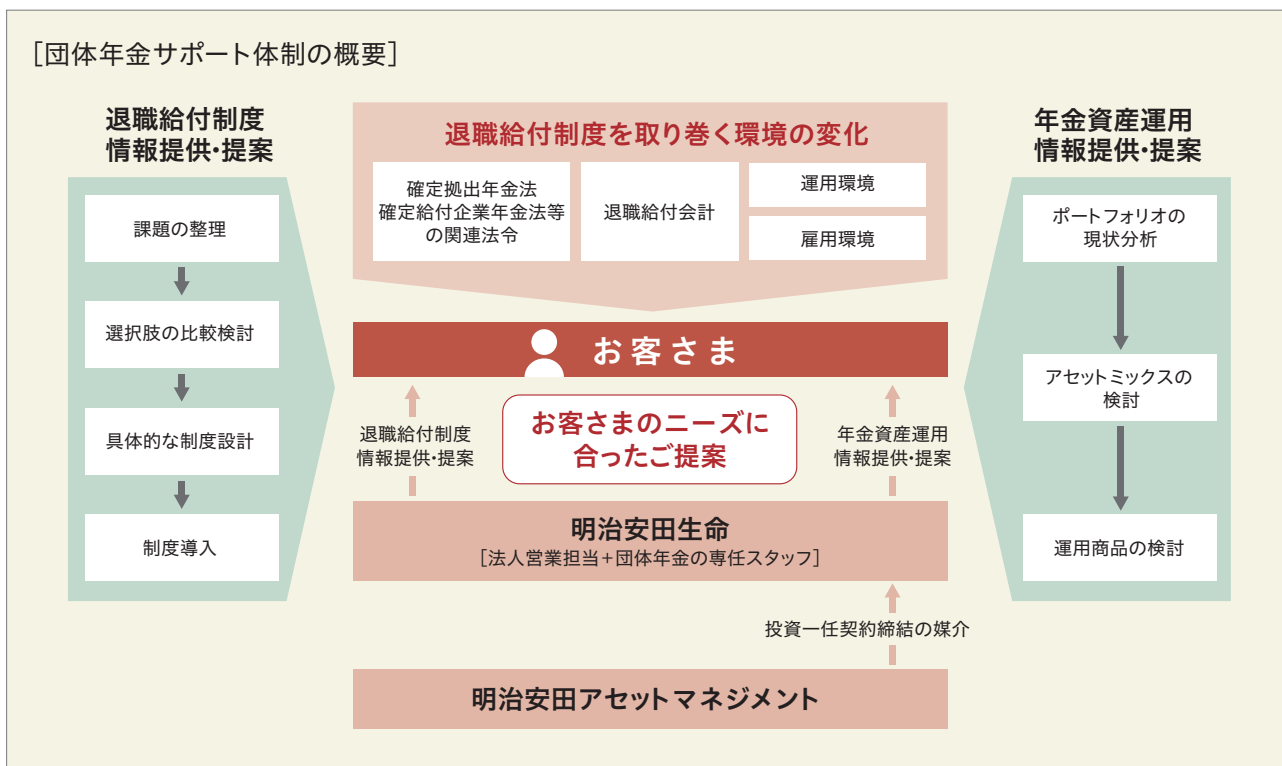 [団体年金サポート体制の概要]
退職給付制度
情報提供・提案
課題の整理
選択肢の比較検討
具体的な制度設計
制度導入
退職給付制度を取り巻く環境の変化
確定拠出年金法
確定給付企業年金法等
の関連法令
退職給付会計
運用環境
雇用環境
お客さま
退職給付制度
情報提供・提案
お客さまのニーズに
合ったご提案
年金資産運用
情報提供・提案
明治安田生命
[法人営業担当+団体年金の専任スタッフ]
投資一任契約締結の媒介
明治安田アセットマネジメント
年金資産運用
情報提供・提案
ポートフォリオの
現状分析
アセットミックスの
検討
運用商品の検討